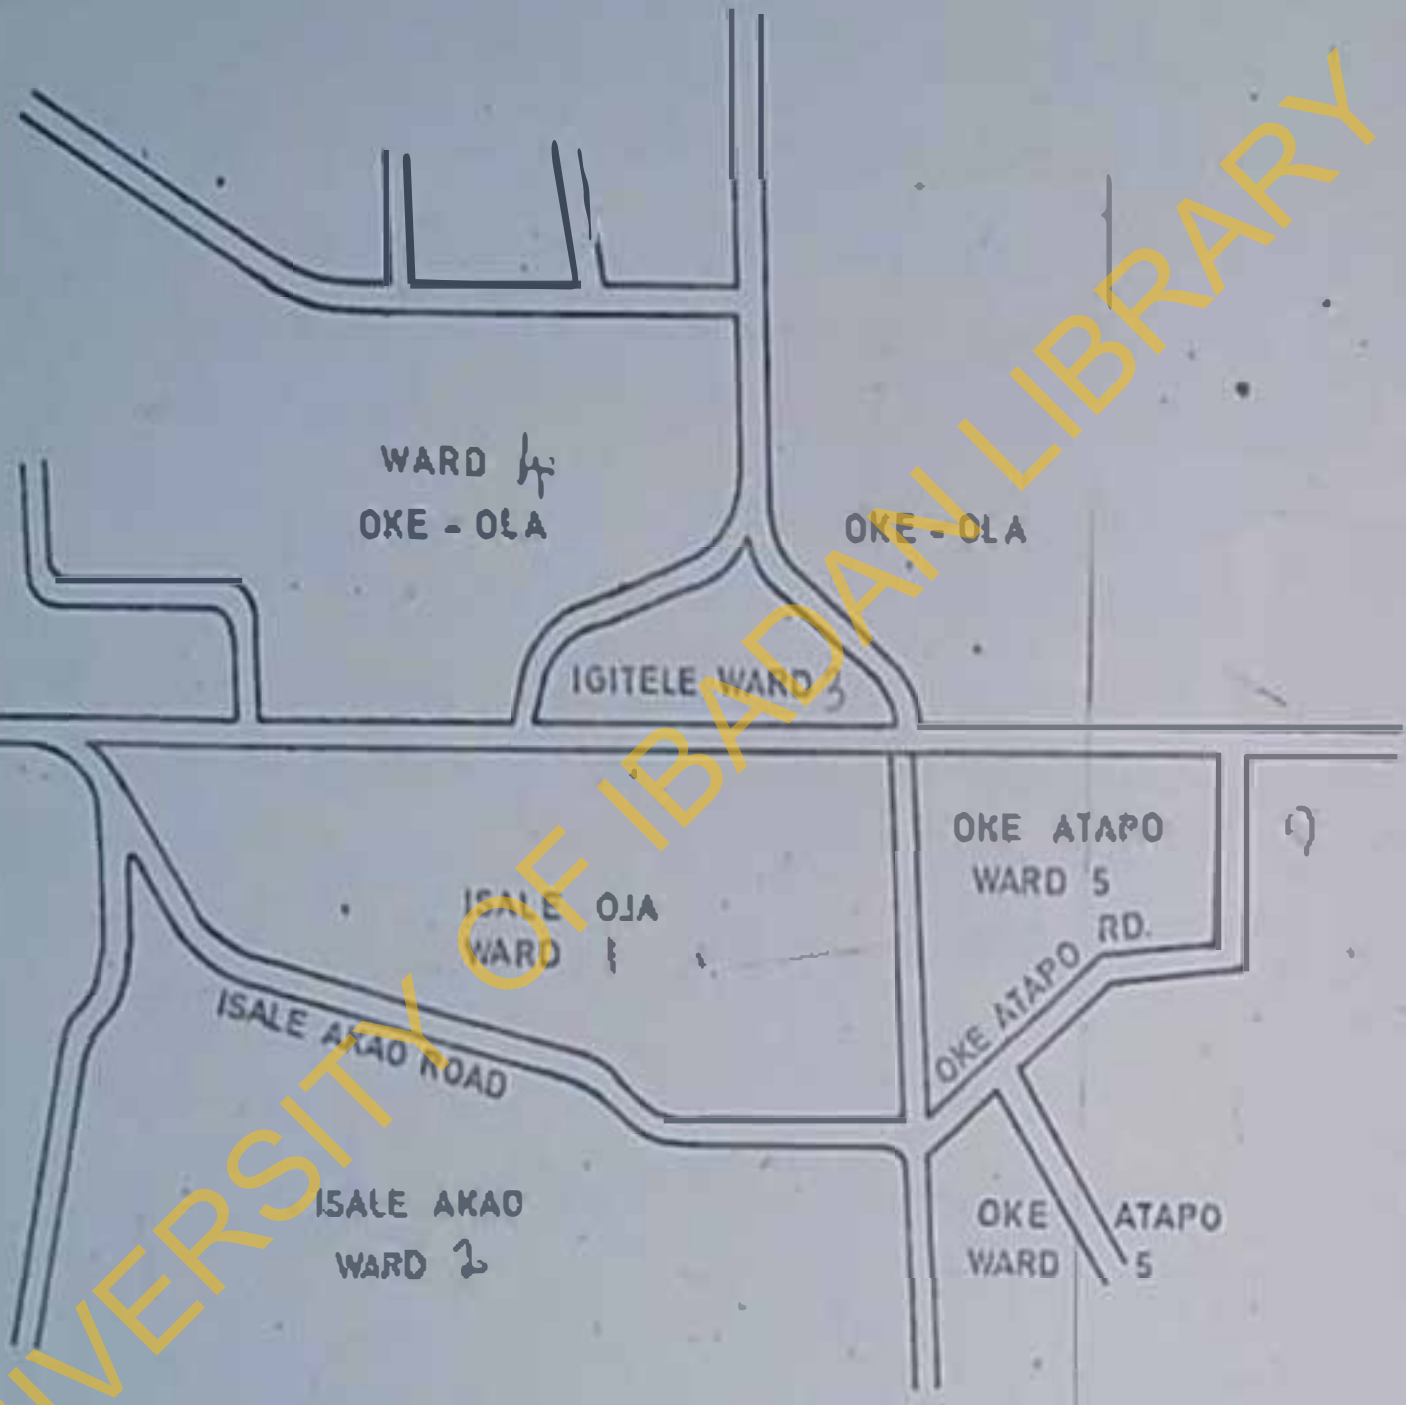 WARD 4
OKE - OLA
OKE - OLA
IGITELE WARD 3
OKE ATAPO
WARD 5
ISALE OJA
WARD 1
OKE ATAPO RD.
ISALE AKAO ROAD
ISALE AKAO
WARD 2
OKE ATAPO
WARD 5
UNIVERSITY OF IBADAN LIBRARY